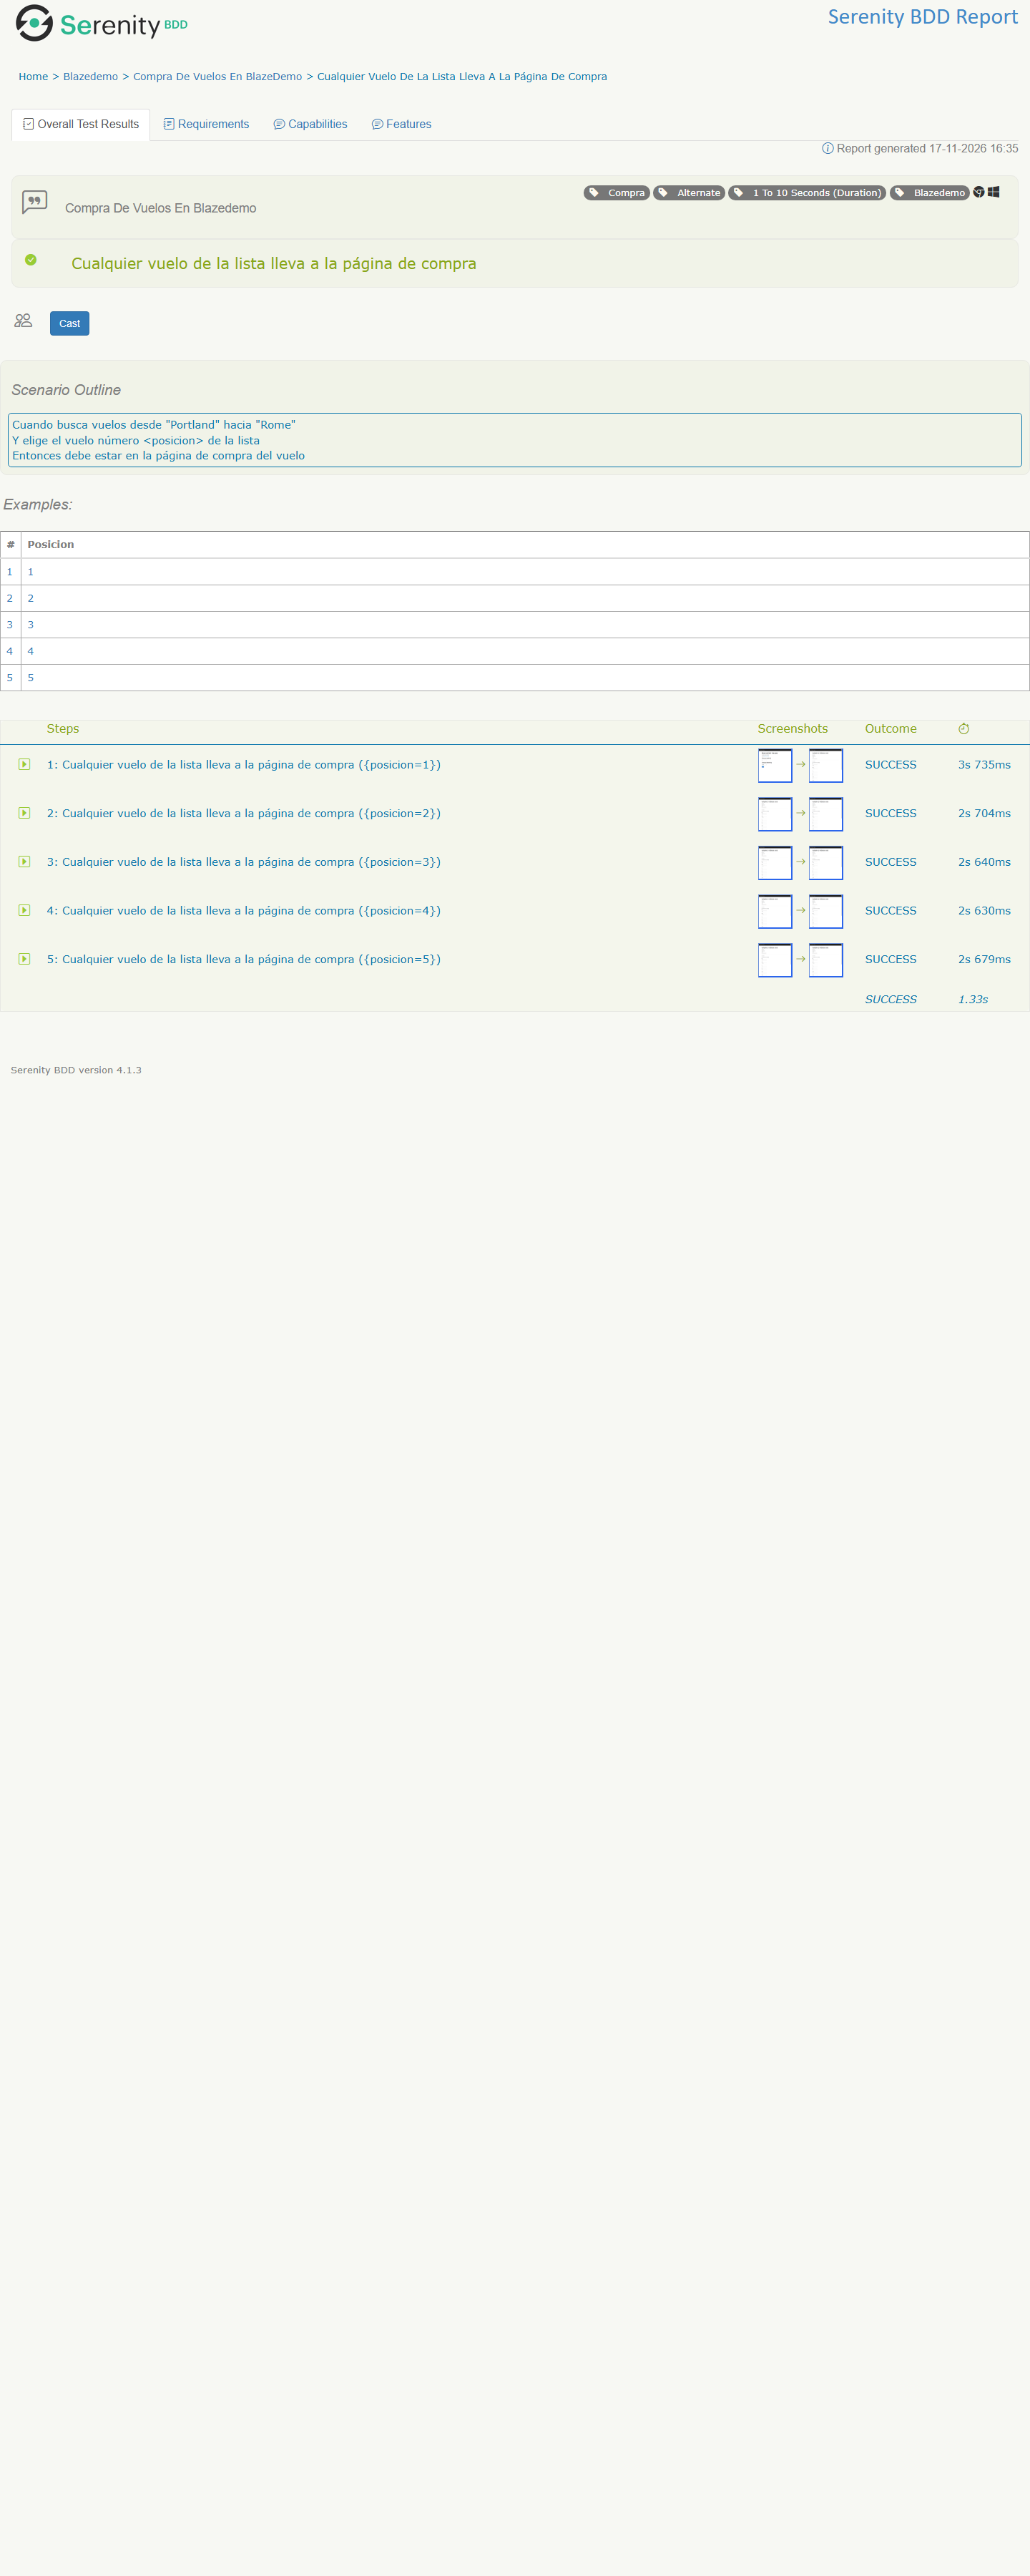 Serenity BDD
Serenity BDD Report
Home > Blazedemo > Compra De Vuelos En BlazeDemo > Cualquier Vuelo De La Lista Lleva A La Página De Compra
Overall Test Results Requirements Capabilities Features
Report generated 17-11-2026 16:35
Compra Alternate 1 To 10 Seconds (Duration) Blazedemo
Compra De Vuelos En Blazedemo
Cualquier vuelo de la lista lleva a la página de compra
Cast
Scenario Outline
Cuando busca vuelos desde "Portland" hacia "Rome"
Y elige el vuelo número <posicion> de la lista
Entonces debe estar en la página de compra del vuelo
Examples:
# Posicion
1 1
2 2
3 3
4 4
5 5
Steps Screenshots Outcome
1: Cualquier vuelo de la lista lleva a la página de compra ({posicion=1}) SUCCESS 3s 735ms
2: Cualquier vuelo de la lista lleva a la página de compra ({posicion=2}) SUCCESS 2s 704ms
3: Cualquier vuelo de la lista lleva a la página de compra ({posicion=3}) SUCCESS 2s 640ms
4: Cualquier vuelo de la lista lleva a la página de compra ({posicion=4}) SUCCESS 2s 630ms
5: Cualquier vuelo de la lista lleva a la página de compra ({posicion=5}) SUCCESS 2s 679ms
SUCCESS 1.33s
Serenity BDD version 4.1.3